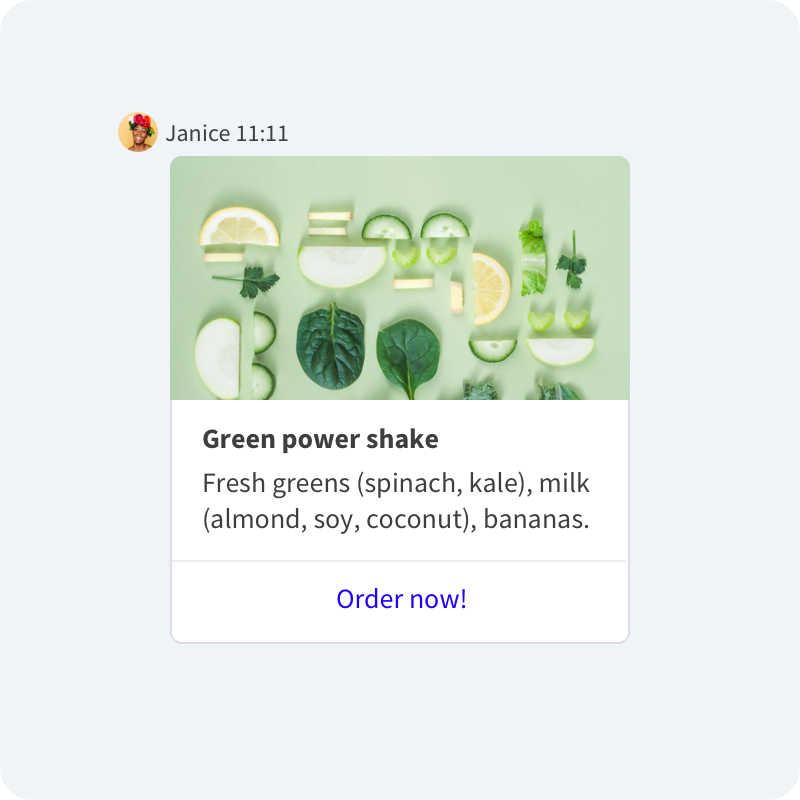 Janice 11:11
Green power shake
Fresh greens (spinach, kale), milk
(almond, soy, coconut), bananas.
Order now!